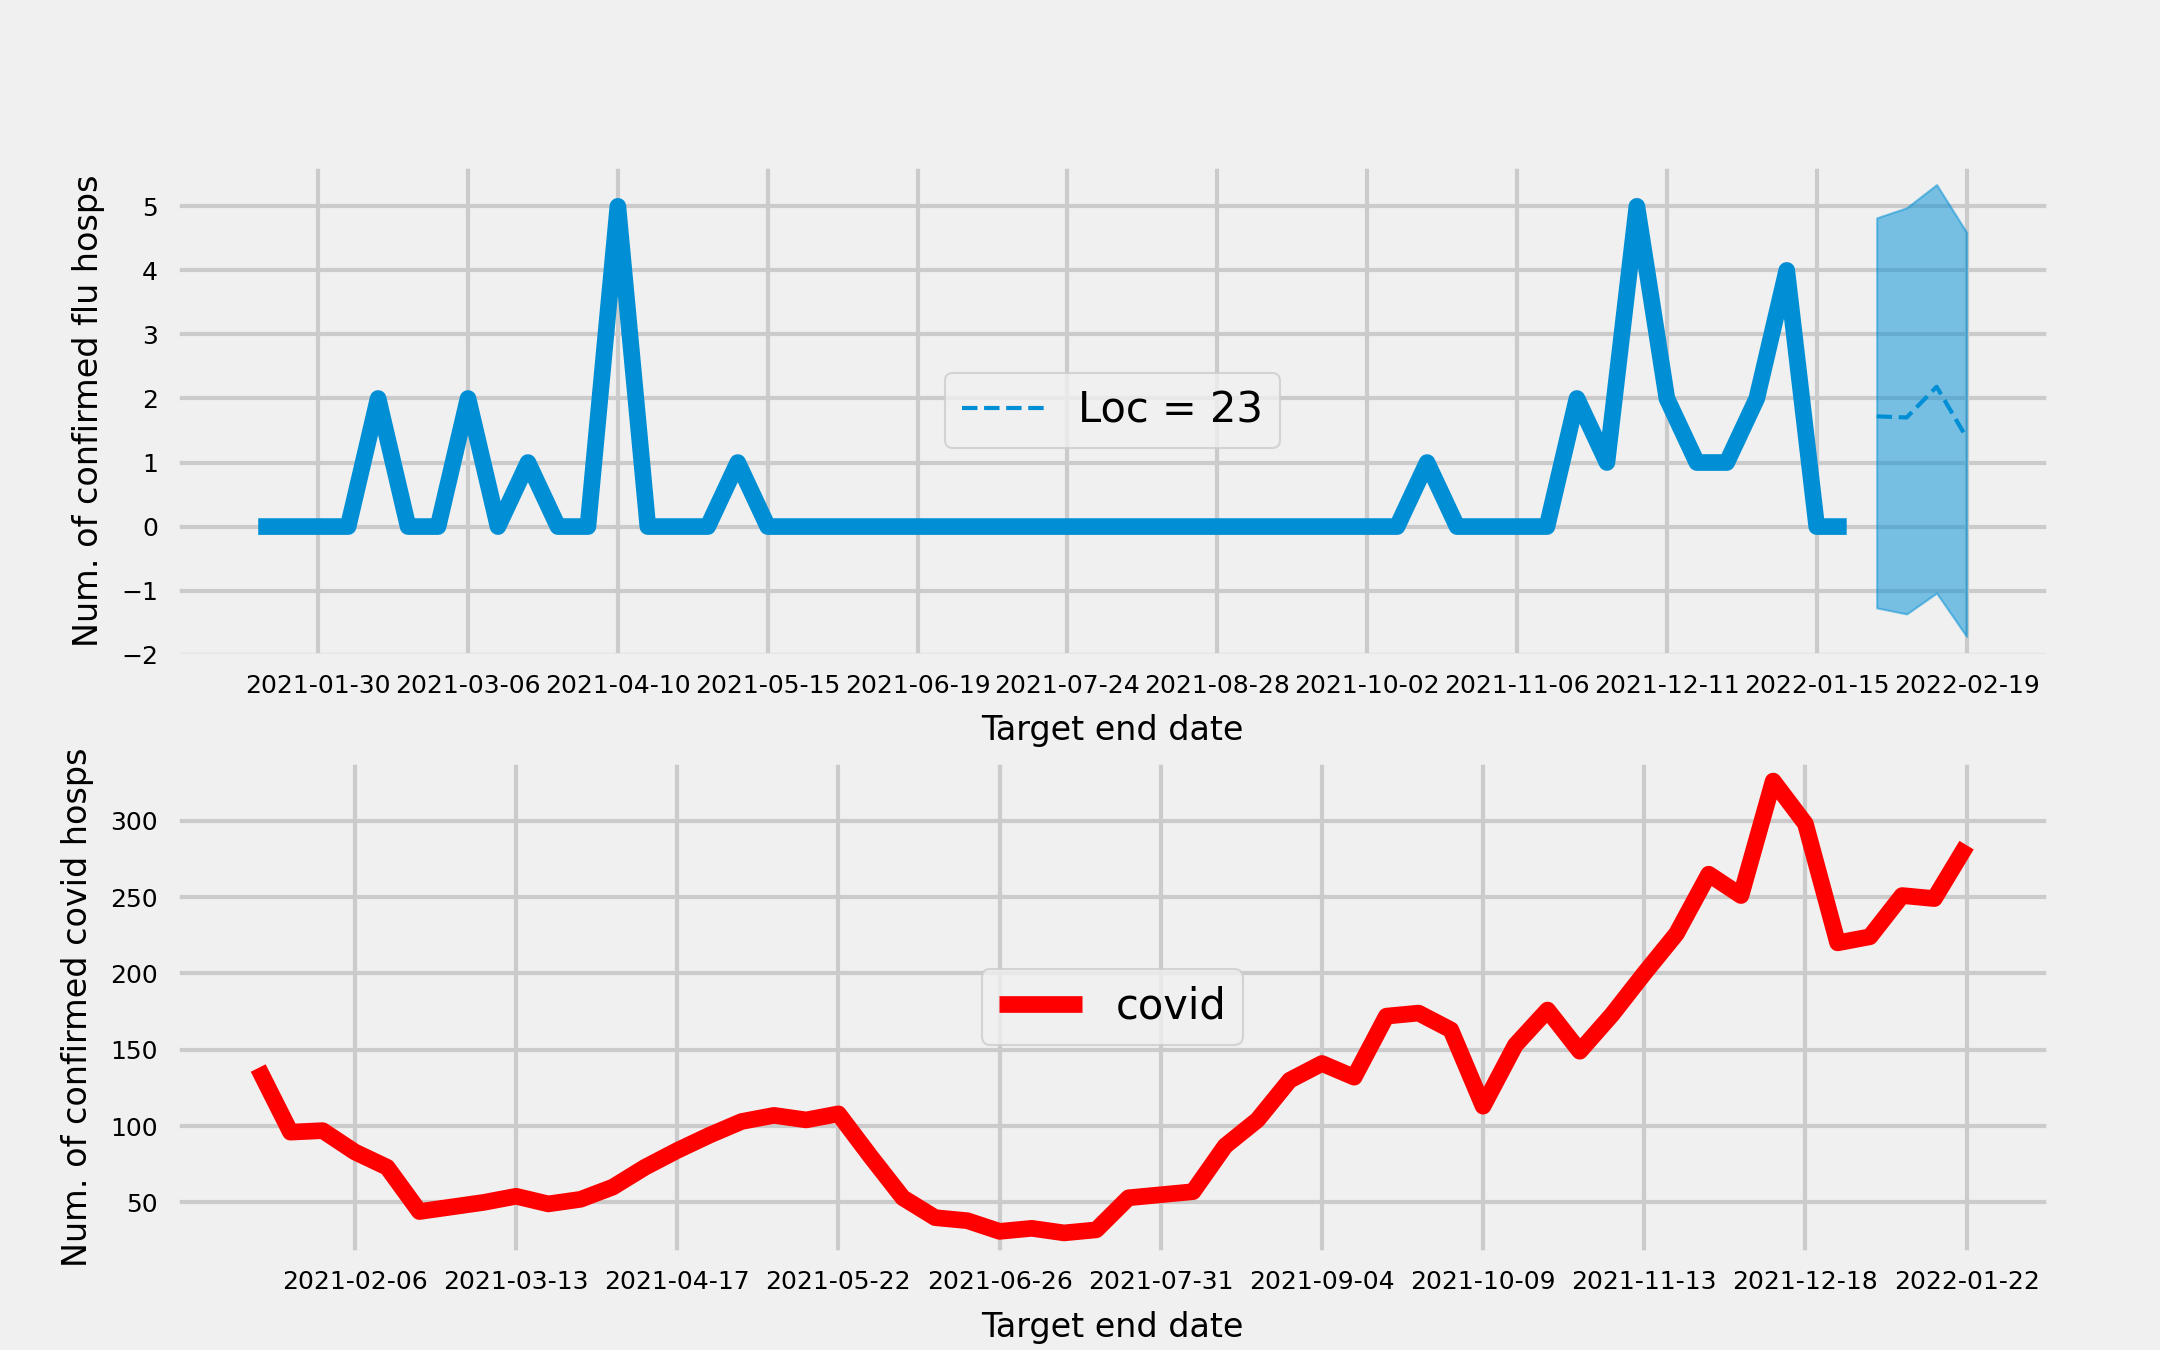 Num. of confirmed flu hosps
5
4
3
2
1
0
−1
−2
Loc = 23
2021-01-30 2021-03-06 2021-04-10 2021-05-15 2021-06-19 2021-07-24 2021-08-28 2021-10-02 2021-11-06 2021-12-11 2022-01-15 2022-02-19
Target end date
Num. of confirmed covid hosps
300
250
200
150
100
50
covid
2021-02-06 2021-03-13 2021-04-17 2021-05-22 2021-06-26 2021-07-31 2021-09-04 2021-10-09 2021-11-13 2021-12-18 2022-01-22
Target end date